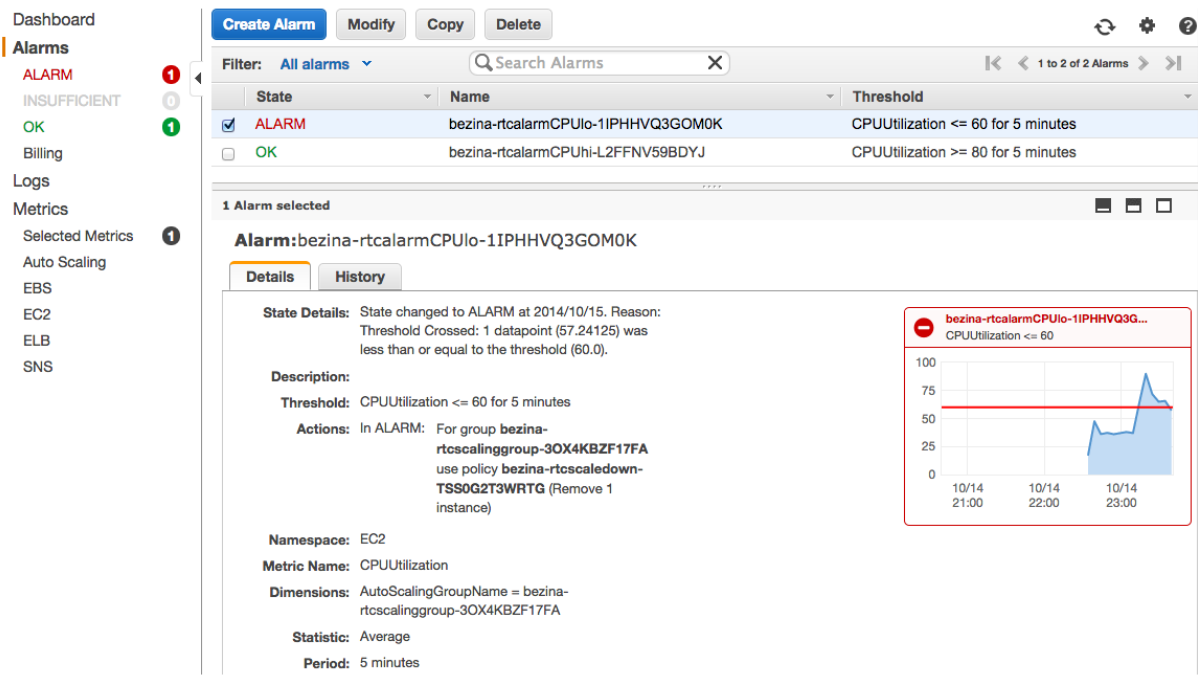 Dashboard
Alarms
ALARM 1
INSUFFICIENT 0
OK 1
Billing
Logs
Metrics
Selected Metrics 1
Auto Scaling
EBS
EC2
ELB
SNS
Create Alarm Modify Copy Delete
?
Filter: All alarms Search Alarms 1 to 2 of 2 Alarms
State Name Threshold
ALARM bezina-rtcalarmCPUlo-1IPHHVQ3GOM0K CPUUtilization <= 60 for 5 minutes
OK bezina-rtcalarmCPUhi-L2FFNV59BDYJ CPUUtilization >= 80 for 5 minutes
1 Alarm selected
Alarm:bezina-rtcalarmCPUlo-1IPHHVQ3GOM0K
Details History
State Details: State changed to ALARM at 2014/10/15. Reason:
Threshold Crossed: 1 datapoint (57.24125) was
less than or equal to the threshold (60.0).
Description:
Threshold: CPUUtilization <= 60 for 5 minutes
Actions: In ALARM: For group bezina-
rtcscalinggroup-3OX4KBZF17FA
use policy bezina-rtcscaledown-
TSS0G2T3WRTG (Remove 1
instance)
Namespace: EC2
Metric Name: CPUUtilization
Dimensions: AutoScalingGroupName = bezina-
rtcscalinggroup-3OX4KBZF17FA
Statistic: Average
Period: 5 minutes
bezina-rtcalarmCPUlo-1IPHHVQ3G...
CPUUtilization <= 60
100
75
50
25
0
10/14 10/14 10/14
21:00 22:00 23:00